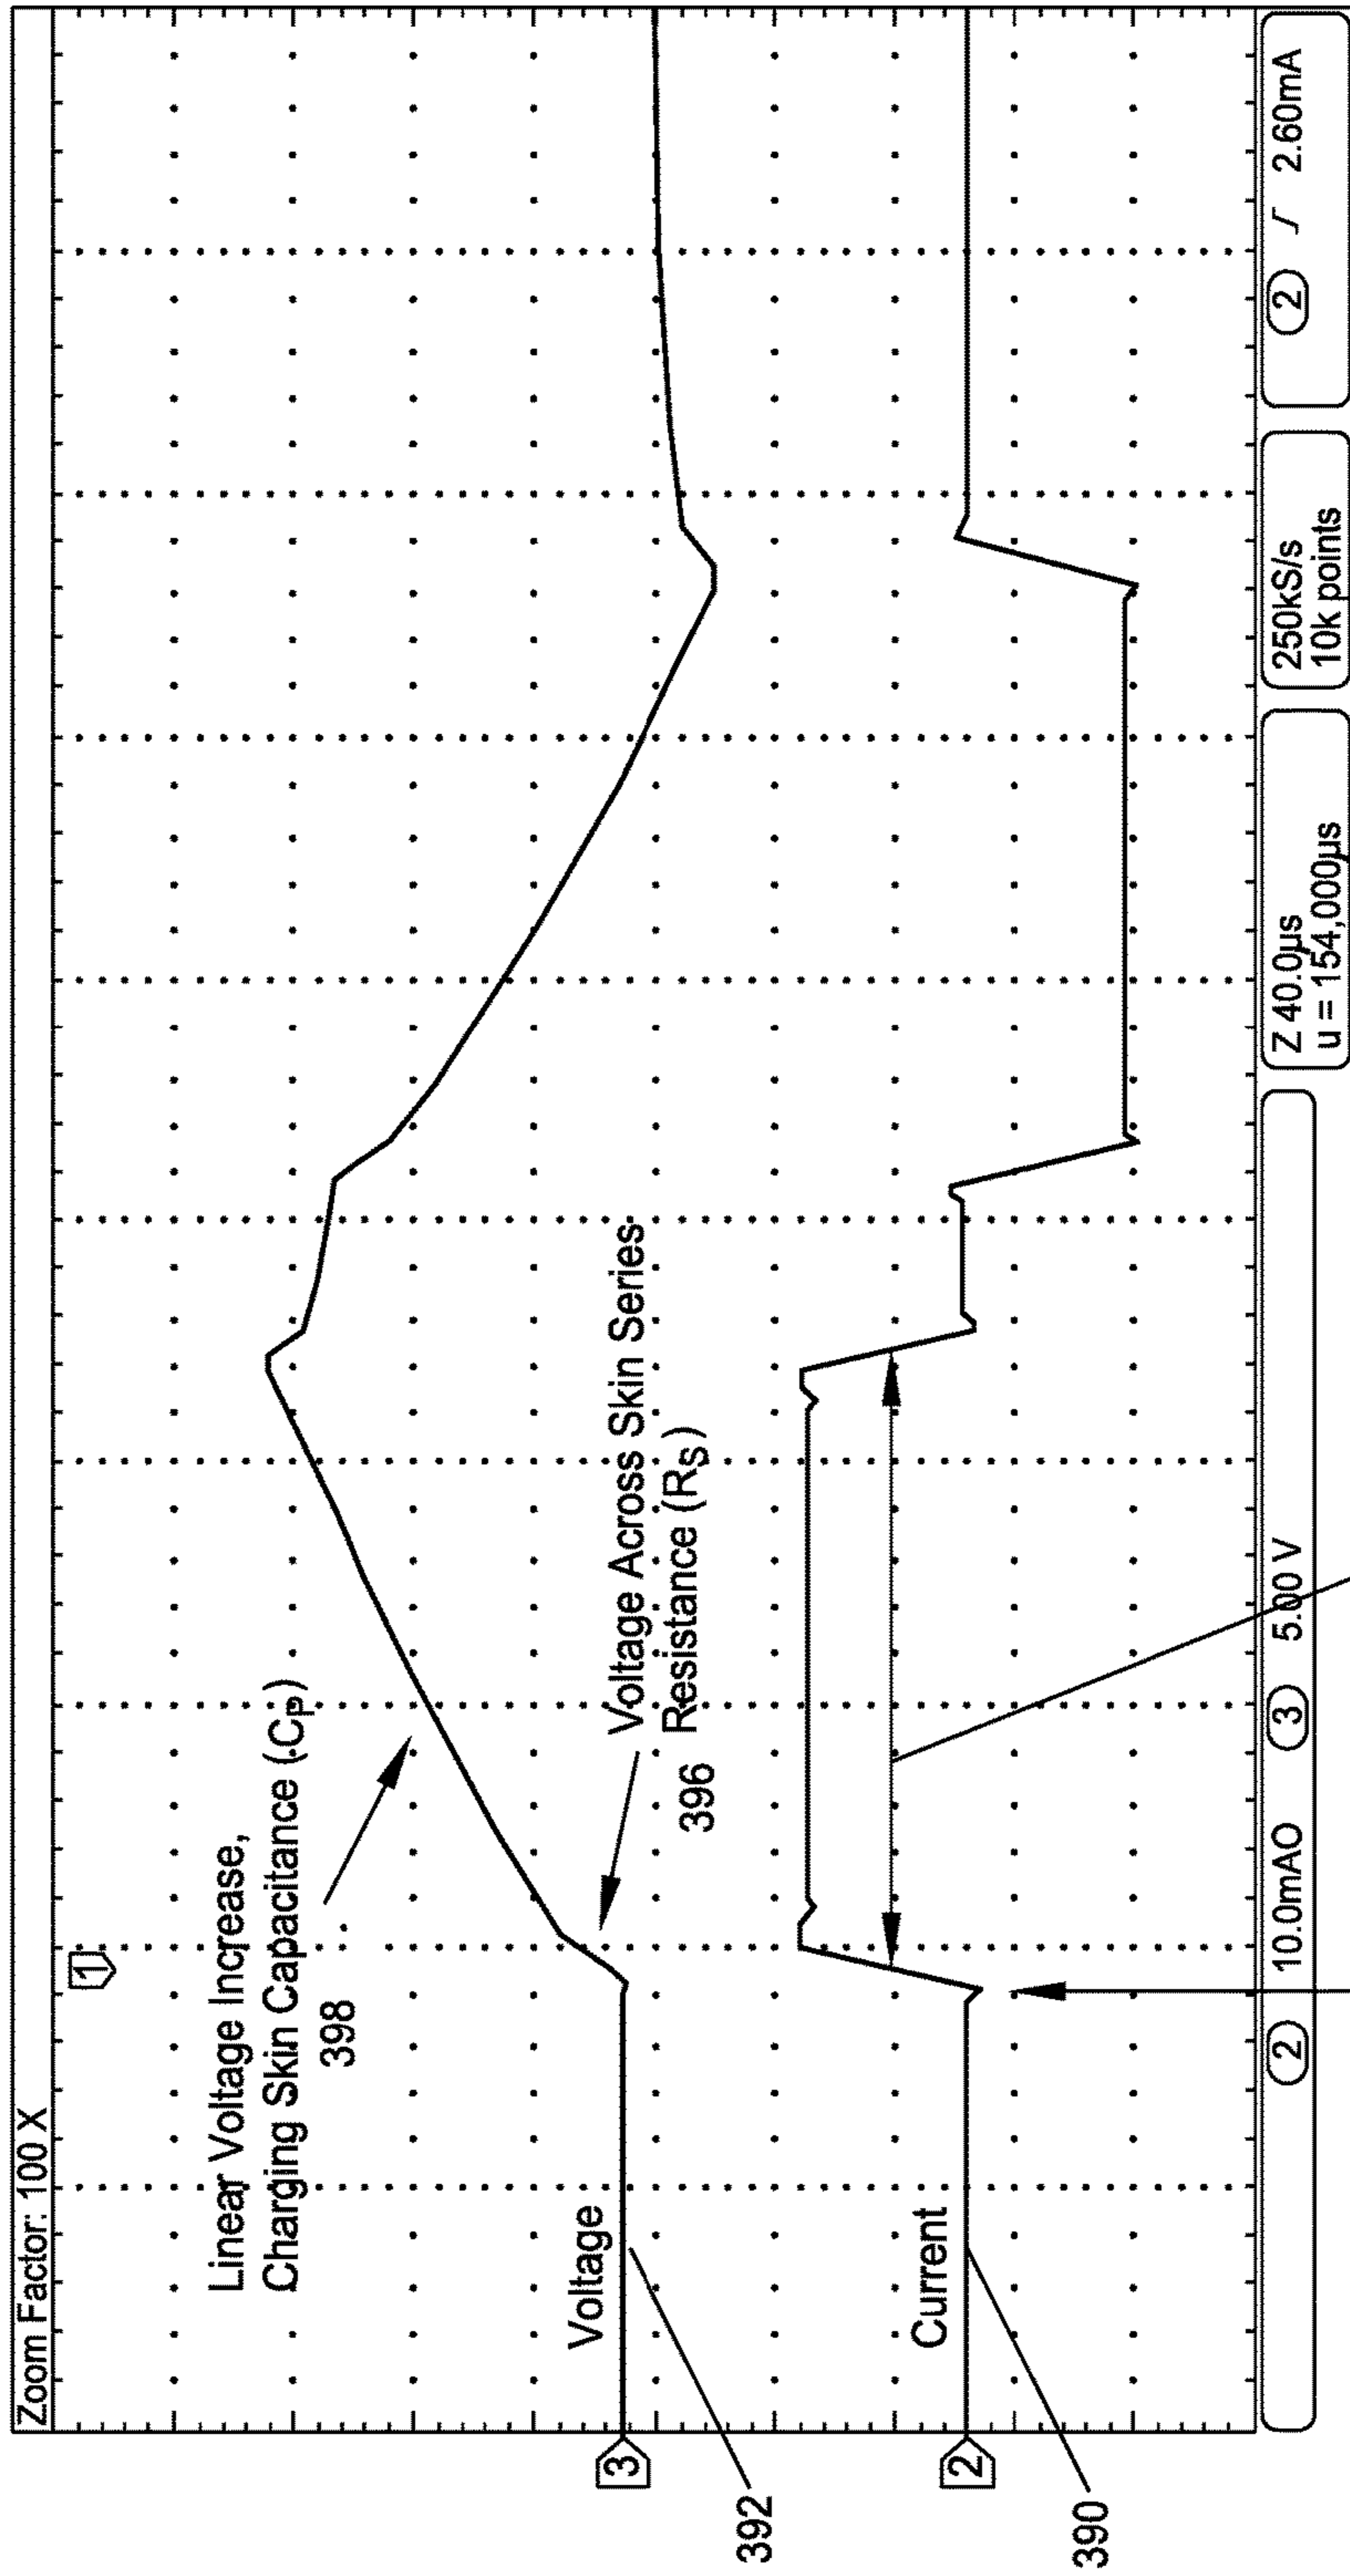 Zoom Factor: 100 X
1
Linear Voltage Increase,
Charging Skin Capacitance (.CP)
398
Voltage Across Skin Series
Resistance (RS)
396
Voltage
3
392
Current
2
390
2 10.0mAO 3 5.00 V
Z 40.0µs
u = 154,000µs
250kS/s
10k points
2 2.60mA